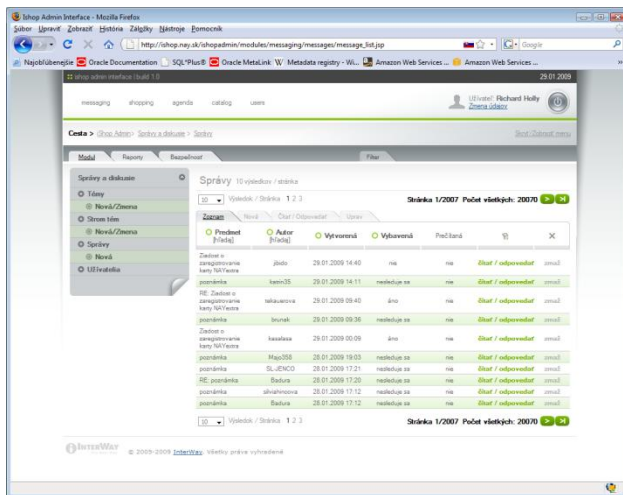 Ishop Admin Interface - Mozilla Firefox
Súbor Upraviť Zobraziť História Záložky Nástroje Pomocník
http://ishop.nay.sk/ishopadmin/modules/messaging/messages/message_list.jsp
Google
Najobľúbenejšie Oracle Documentation SQL*Plus® Oracle MetaLink Metadata registry - Wi... Amazon Web Services ... Amazon Web Services ...
ishop admin interface | build 1.0 29.01.2009
messaging shopping agenda catalog users
Užívateľ: Richard Holly
Zmena údajov
Cesta > Ishop Admin> Správy a diskusie > Správy
Skryť/Zobraziť menu
Modul Reporty Bezpečnosť Filter
Správy a diskusie
Témy
Nová/Zmena
Strom tém
Nová/Zmena
Správy
Nová
Užívatelia
Správy 10 výsledkov / stránka
10 Výsledok / Stránka 1 2 3 Stránka 1/2007 Počet všetkých: 20070
Zoznam Nová Čítať / Odpovedať Uprav
Predmet [hľadaj] Autor [hľadaj] Vytvorená Vybavená Prečítaná
Žiadosť o zaregistrovanie karty NAYextra jisido 29.01.2009 14:40 nie nie čítať / odpovedať zmaž
poznámka 29.01.2009 14:11 nesleduje sa nie čítať / odpovedať zmaž
RE: Žiadosť o zaregistrovanie karty NAYextra 29.01.2009 09:40 áno nie čítať / odpovedať zmaž
poznámka brunak 29.01.2009 09:36 nesleduje sa nie čítať / odpovedať zmaž
Žiadosť o zaregistrovanie karty NAYextra kasalasa 29.01.2009 00:09 áno nie čítať / odpovedať zmaž
poznámka Majo358 28.01.2009 19:03 nesleduje sa nie čítať / odpovedať zmaž
poznámka SL-JENCO 28.01.2009 17:21 nesleduje sa nie čítať / odpovedať zmaž
RE: poznámka Badura 28.01.2009 17:20 nesleduje sa nie čítať / odpovedať zmaž
poznámka silviahincova 28.01.2009 17:12 nesleduje sa nie čítať / odpovedať zmaž
poznámka Badura 28.01.2009 17:12 nesleduje sa nie čítať / odpovedať zmaž
10 Výsledok / Stránka 1 2 3 Stránka 1/2007 Počet všetkých: 20070
InterWay © 2003-2009 InterWay. Všetky práva vyhradené